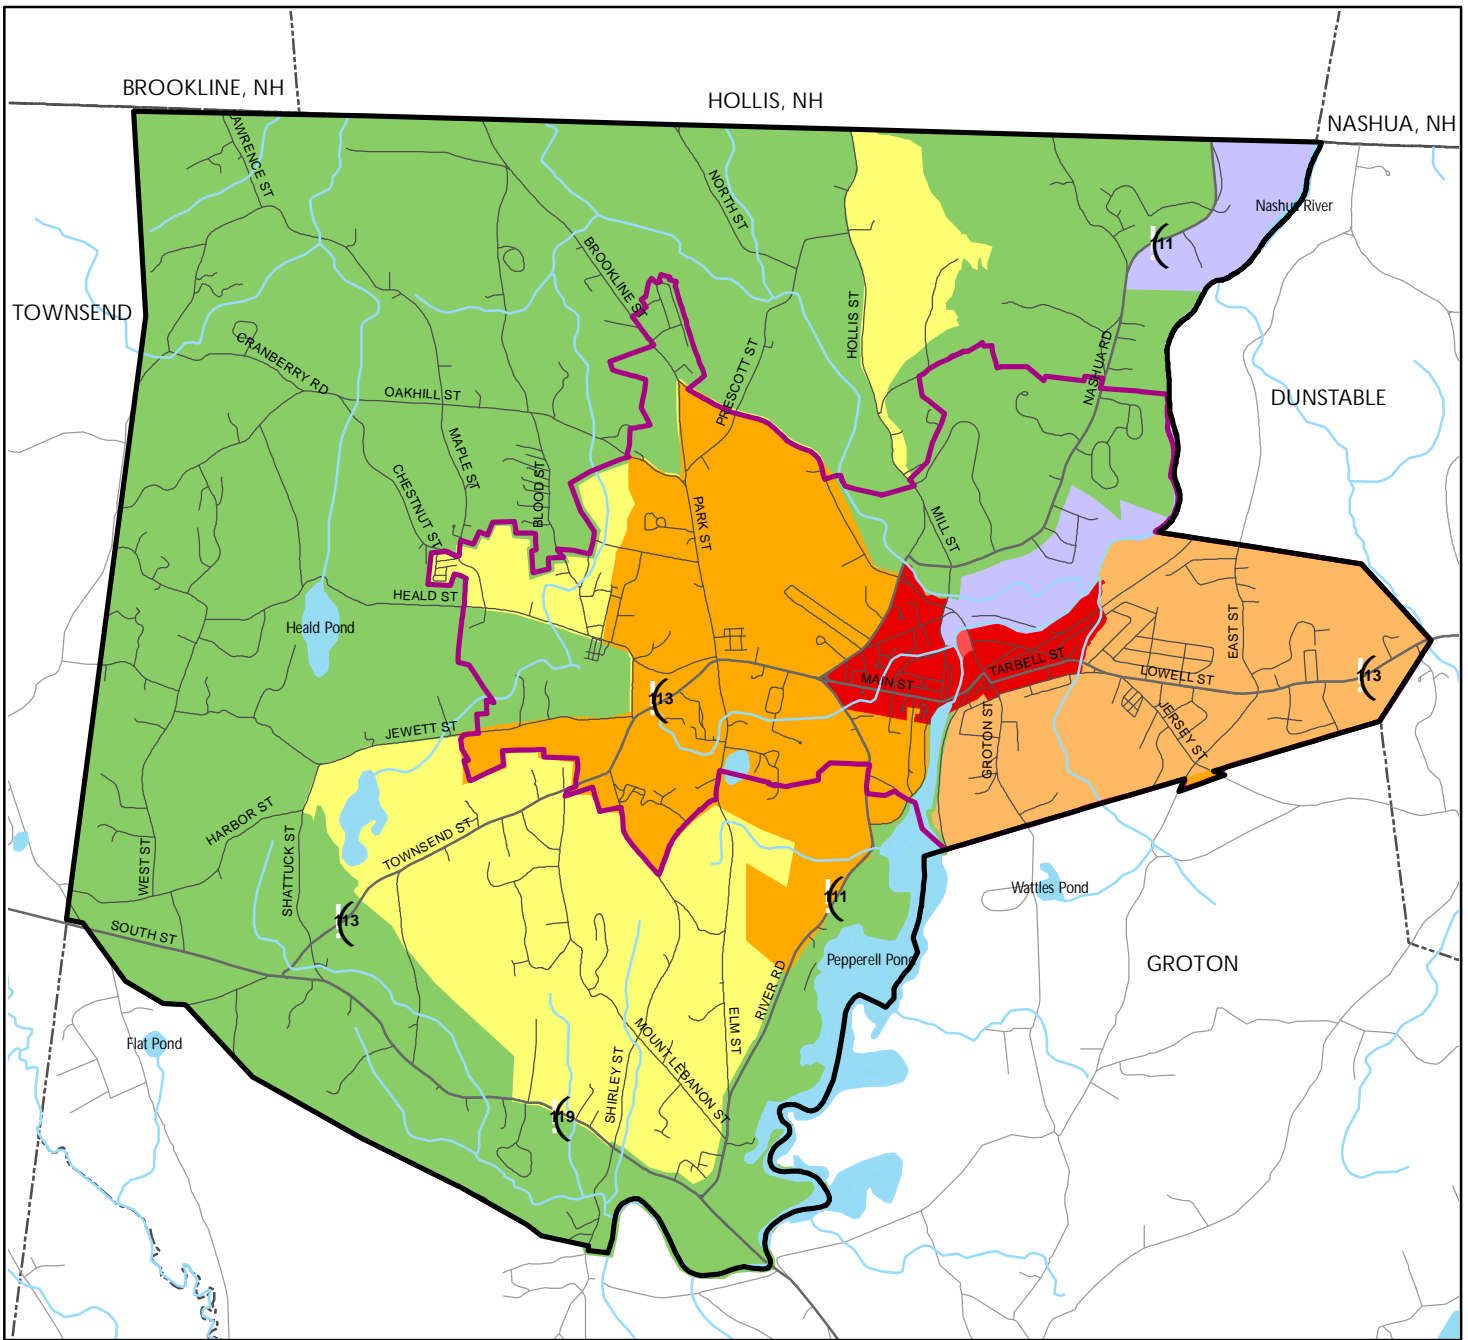 BROOKLINE, NH
HOLLIS, NH
NASHUA, NH
AWRENCE ST
NORTH ST
Nashua River
111
BROOKLINE ST
TOWNSEND
HOLLIS ST
CRANBERRY RD
PRESCOTT ST
NASHUA RD
OAKHILL ST
DUNSTABLE
MAPLE ST
CHESTNUT ST
BLOOD ST
PARK ST
MILL ST
HEALD ST
EAST ST
Heald Pond
TARBELL ST
LOWELL ST
MAIN ST
113
113
JEWETT ST
GROTON ST
JERSEY ST
HARBOR ST
TOWNSEND ST
WEST ST
SHATTUCK ST
Wattles Pond
111
113
SOUTH ST
Pepperell Pond
GROTON
RIVER RD
ELM ST
Flat Pond
MOUNT LEBANON ST
SHIRLEY ST
119